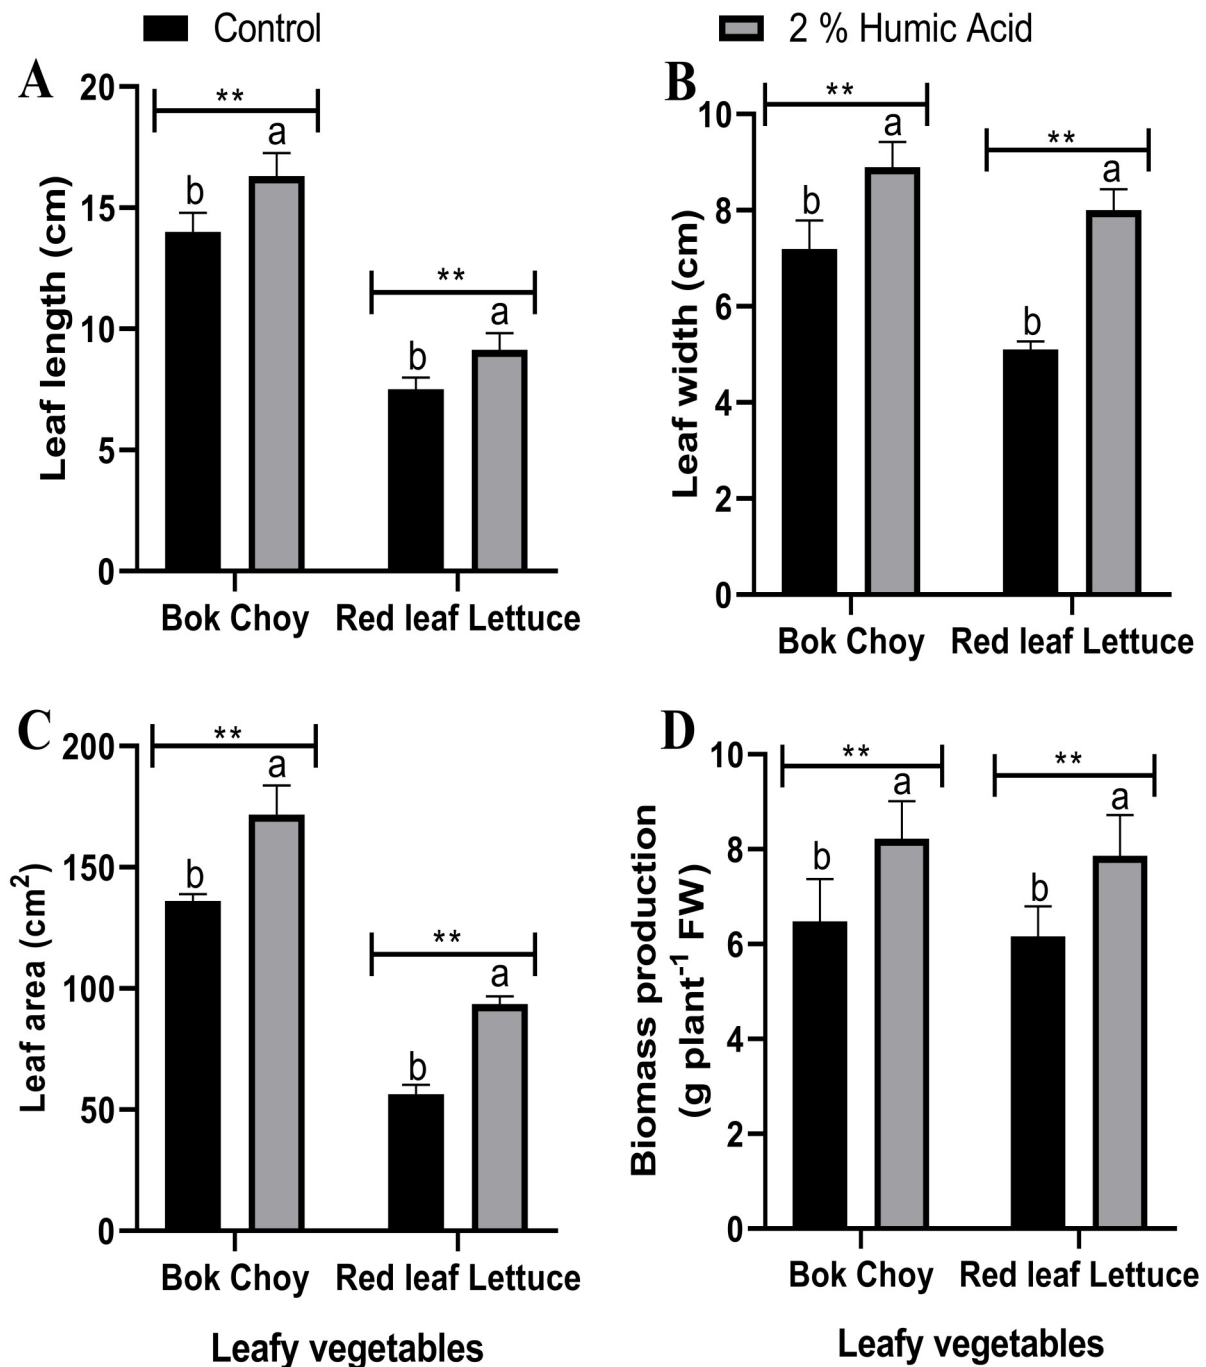 Control
2 % Humic Acid
A
Leaf length (cm)
20
15
10
5
0
**
b
a
**
b
a
Bok Choy
Red leaf Lettuce
B
Leaf width (cm)
10
8
6
4
2
0
**
b
a
**
b
a
Bok Choy
Red leaf Lettuce
C
Leaf area (cm²)
200
150
100
50
0
**
b
a
**
b
a
Bok Choy
Red leaf Lettuce
Leafy vegetables
D
Biomass production
(g plant⁻¹ FW)
10
8
6
4
2
0
**
b
a
**
b
a
Bok Choy
Red leaf Lettuce
Leafy vegetables